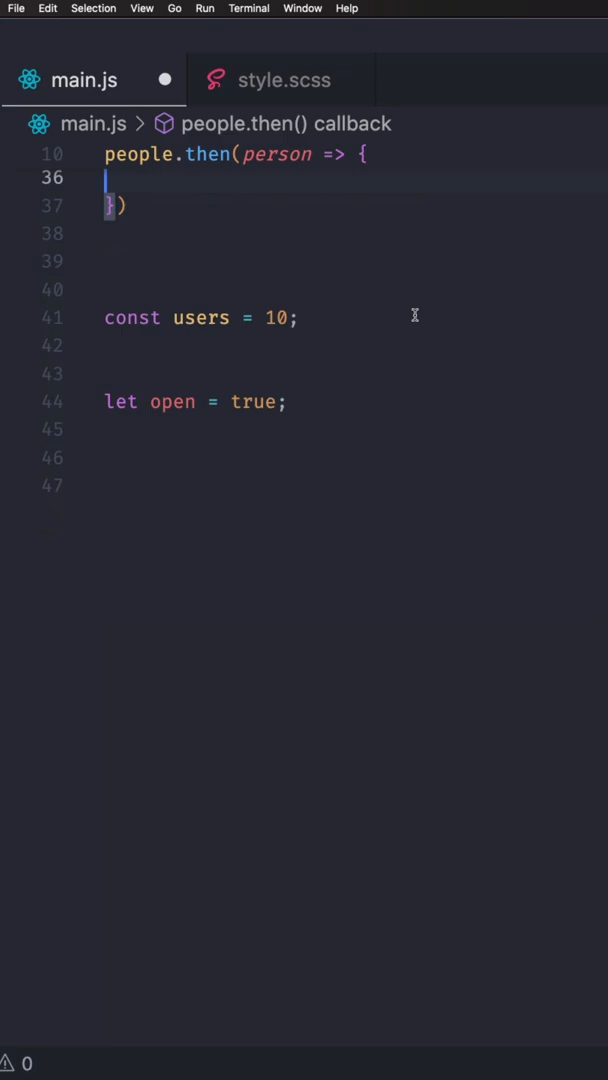 File Edit Selection View Go Run Terminal Window Help
main.js style.scss
main.js > people.then() callback
10 people.then(person => {
36
37 })
38
39
40
41 const users = 10;
42
43
44 let open = true;
45
46
47
0